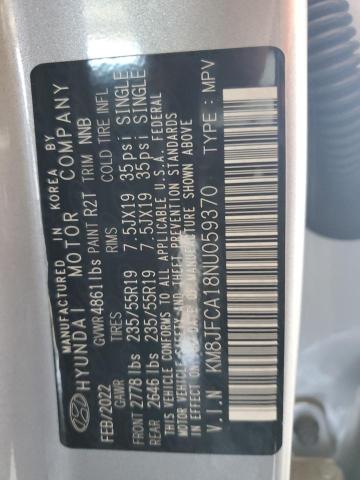 MANUFACTURED IN KOREA BY
HYUNDAI MOTOR COMPANY
FEB/2022 GVWR 4861 lbs PAINT R2T TRIM NNB
GAWR TIRES RIMS COLD TIRE INFL
FRONT 2778 lbs 235/55R19 7.5JX19 35psi SINGLE
REAR 2646 lbs 235/55R19 7.5JX19 35psi SINGLE
THIS VEHICLE CONFORMS TO ALL APPLICABLE U.S.A. FEDERAL
MOTOR VEHICLE SAFETY AND THEFT PREVENTION STANDARDS
IN EFFECT ON THE DATE OF MANUFACTURE SHOWN ABOVE
V.I.N KM8JFCA18NU059370 TYPE: MPV